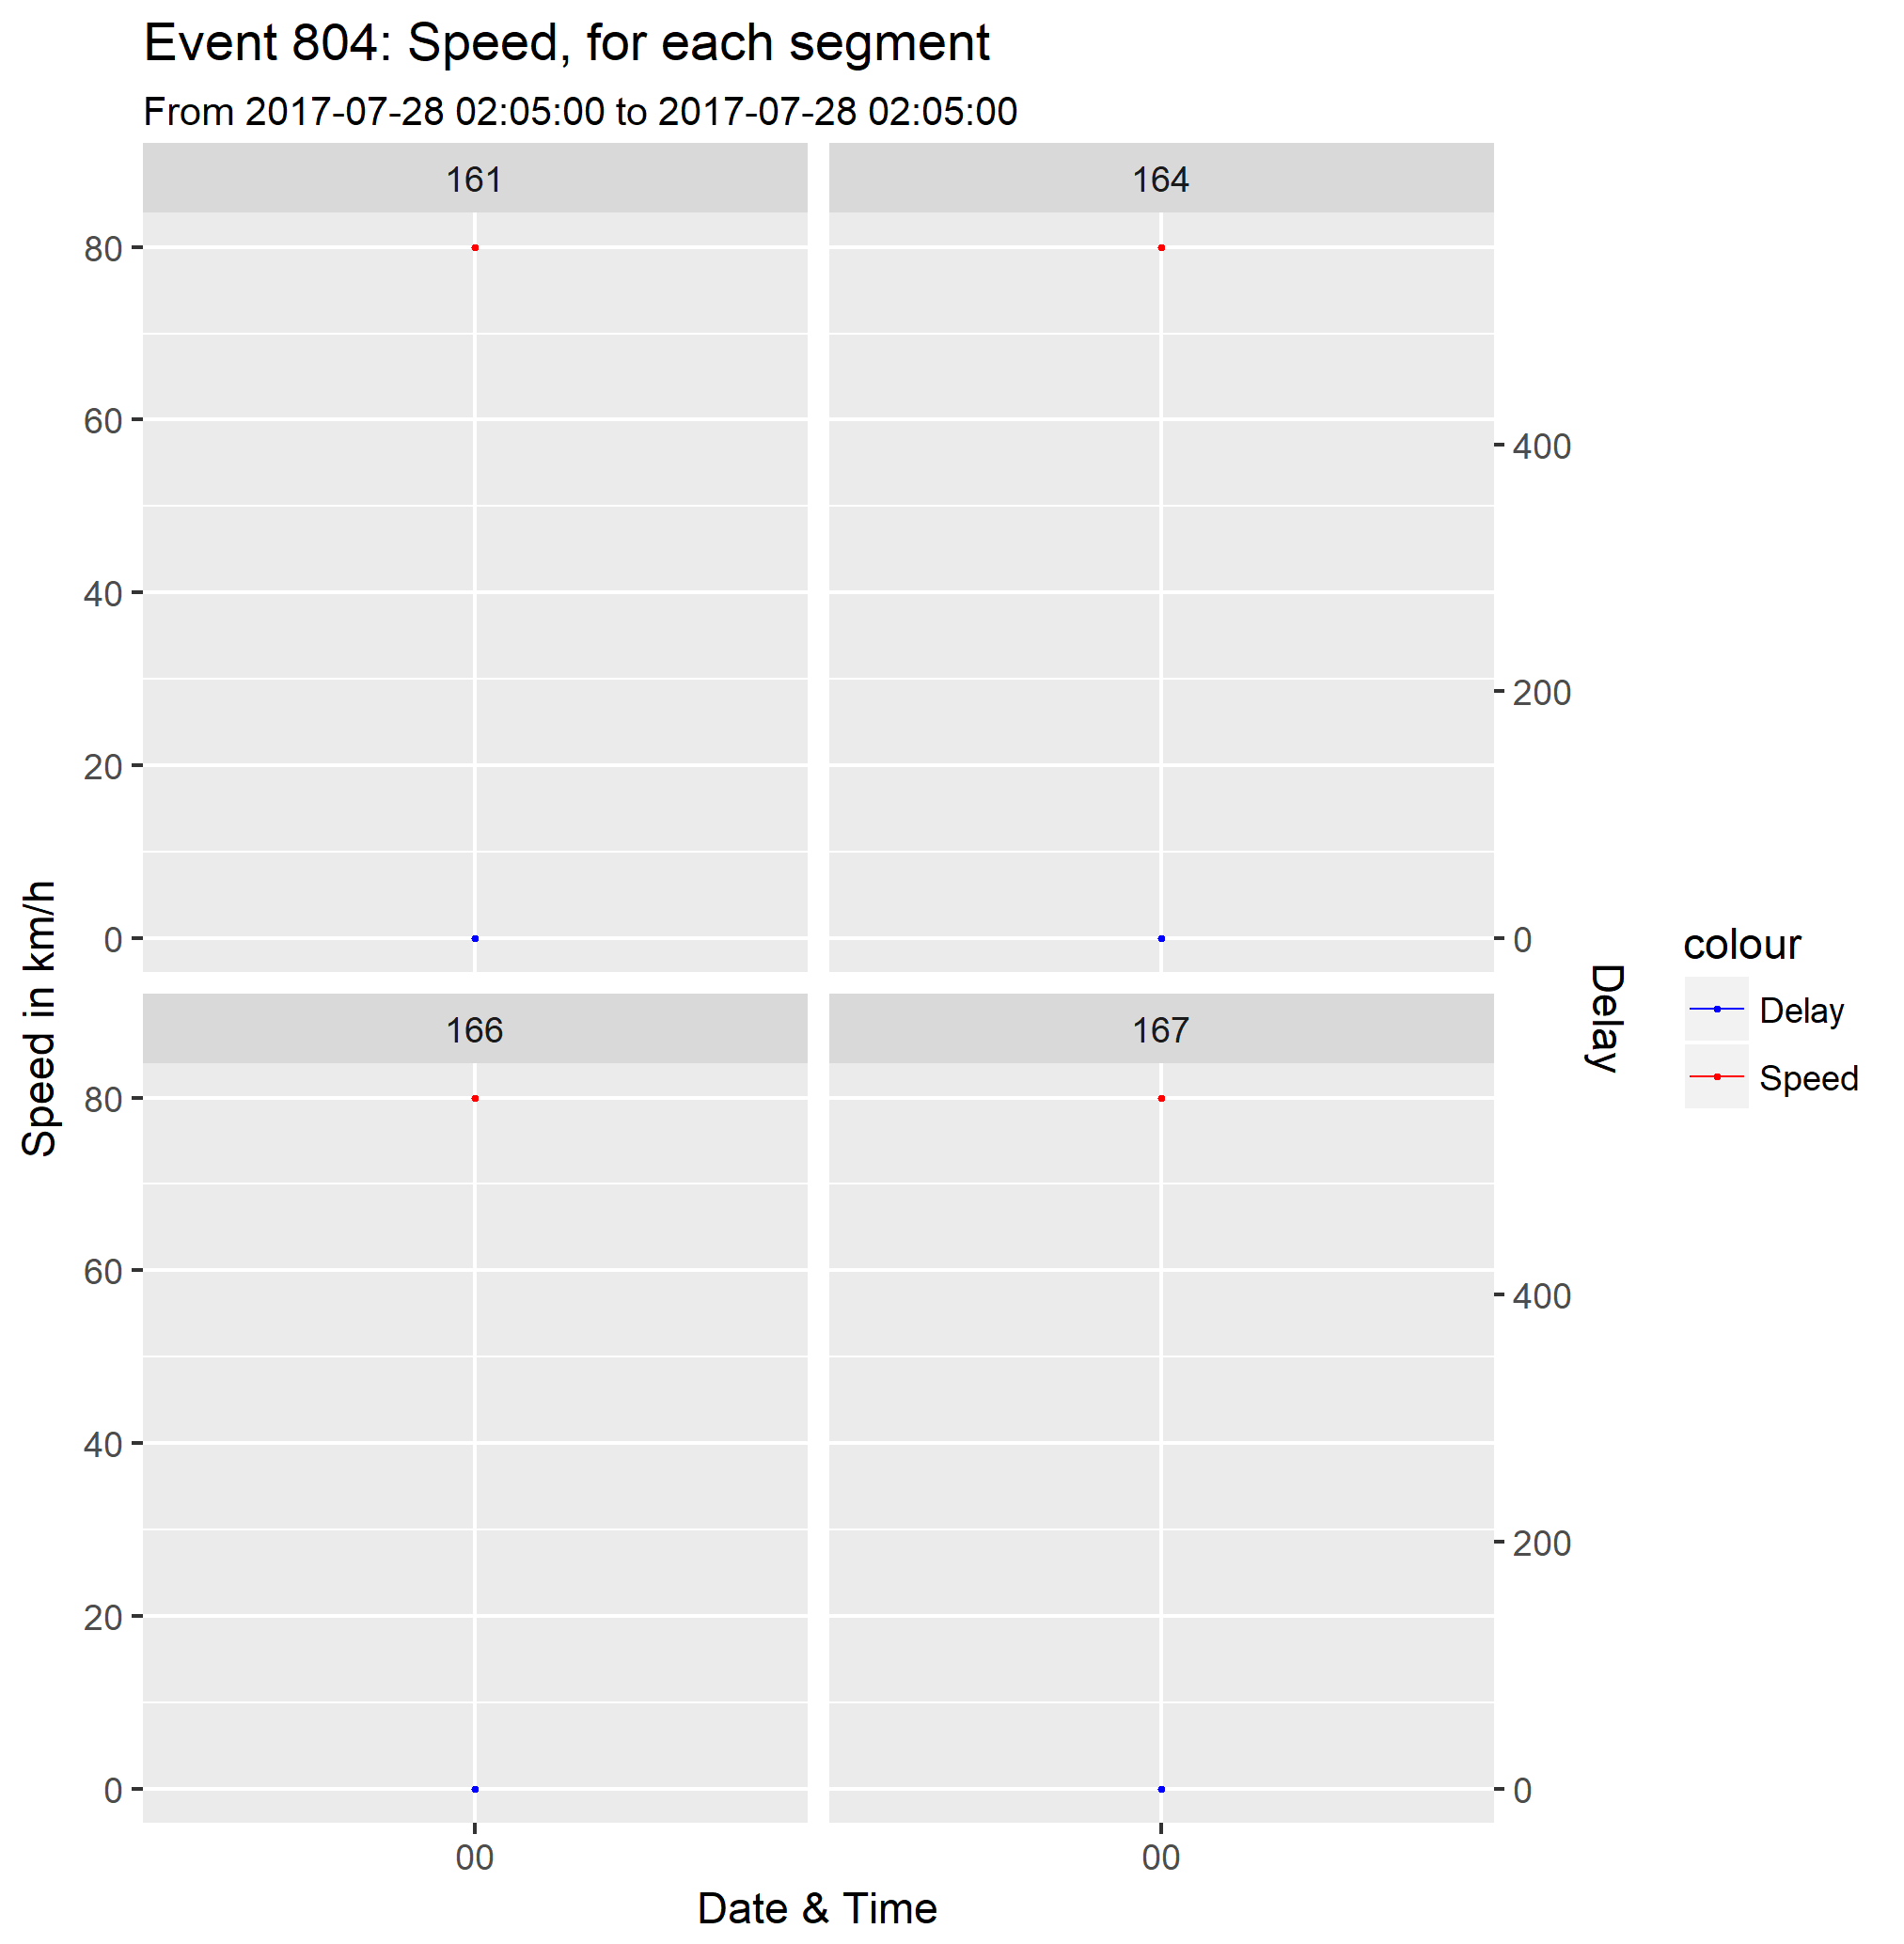 Event 804: Speed, for each segment
From 2017-07-28 02:05:00 to 2017-07-28 02:05:00
161
164
80
60
40
20
0
400
200
0
166
167
80
60
40
20
0
400
200
0
00
00
Date & Time
Speed in km/h
Delay
colour
Delay
Speed